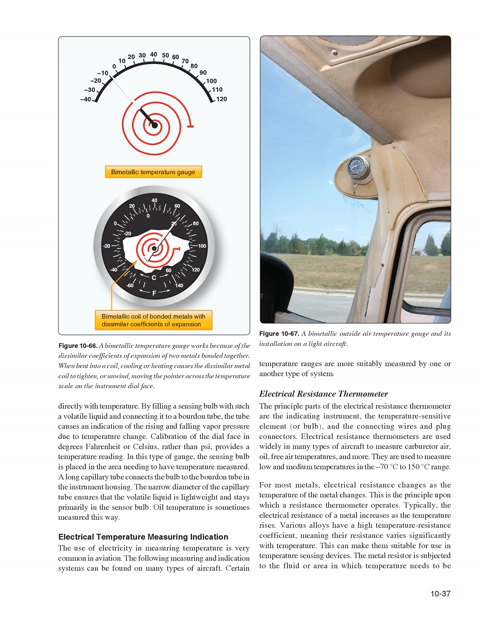 10 20 30 40 50 60
0 70
-10 80
-20 90
-30 100
-40 110
120
Bimetallic temperature gauge
40
20 60
0
0 20 80
-20
-20 100
-40 60 120
-60 C 140
F
Bimetallic coil of bonded metals with
dissimilar coefficients of expansion
Figure 10-66. A bimetallic temperature gauge works because of the
dissimilar coefficients of expansion of two metals bonded together.
When bent into a coil, cooling or heating causes the dissimilar metal
coil to tighten, or unwind, moving the pointer across the temperature
scale on the instrument dial face.
directly with temperature. By filling a sensing bulb with such
a volatile liquid and connecting it to a bourdon tube, the tube
causes an indication of the rising and falling vapor pressure
due to temperature change. Calibration of the dial face in
degrees Fahrenheit or Celsius, rather than psi, provides a
temperature reading. In this type of gauge, the sensing bulb
is placed in the area needing to have temperature measured.
A long capillary tube connects the bulb to the bourdon tube in
the instrument housing. The narrow diameter of the capillary
tube ensures that the volatile liquid is lightweight and stays
primarily in the sensor bulb. Oil temperature is sometimes
measured this way.
Electrical Temperature Measuring Indication
The use of electricity in measuring temperature is very
common in aviation. The following measuring and indication
systems can be found on many types of aircraft. Certain
Figure 10-67. A bimetallic outside air temperature gauge and its
installation on a light aircraft.
temperature ranges are more suitably measured by one or
another type of system.
Electrical Resistance Thermometer
The principle parts of the electrical resistance thermometer
are the indicating instrument, the temperature-sensitive
element (or bulb), and the connecting wires and plug
connectors. Electrical resistance thermometers are used
widely in many types of aircraft to measure carburetor air,
oil, free air temperatures, and more. They are used to measure
low and medium temperatures in the –70 °C to 150 °C range.
For most metals, electrical resistance changes as the
temperature of the metal changes. This is the principle upon
which a resistance thermometer operates. Typically, the
electrical resistance of a metal increases as the temperature
rises. Various alloys have a high temperature-resistance
coefficient, meaning their resistance varies significantly
with temperature. This can make them suitable for use in
temperature sensing devices. The metal resistor is subjected
to the fluid or area in which temperature needs to be
10-37